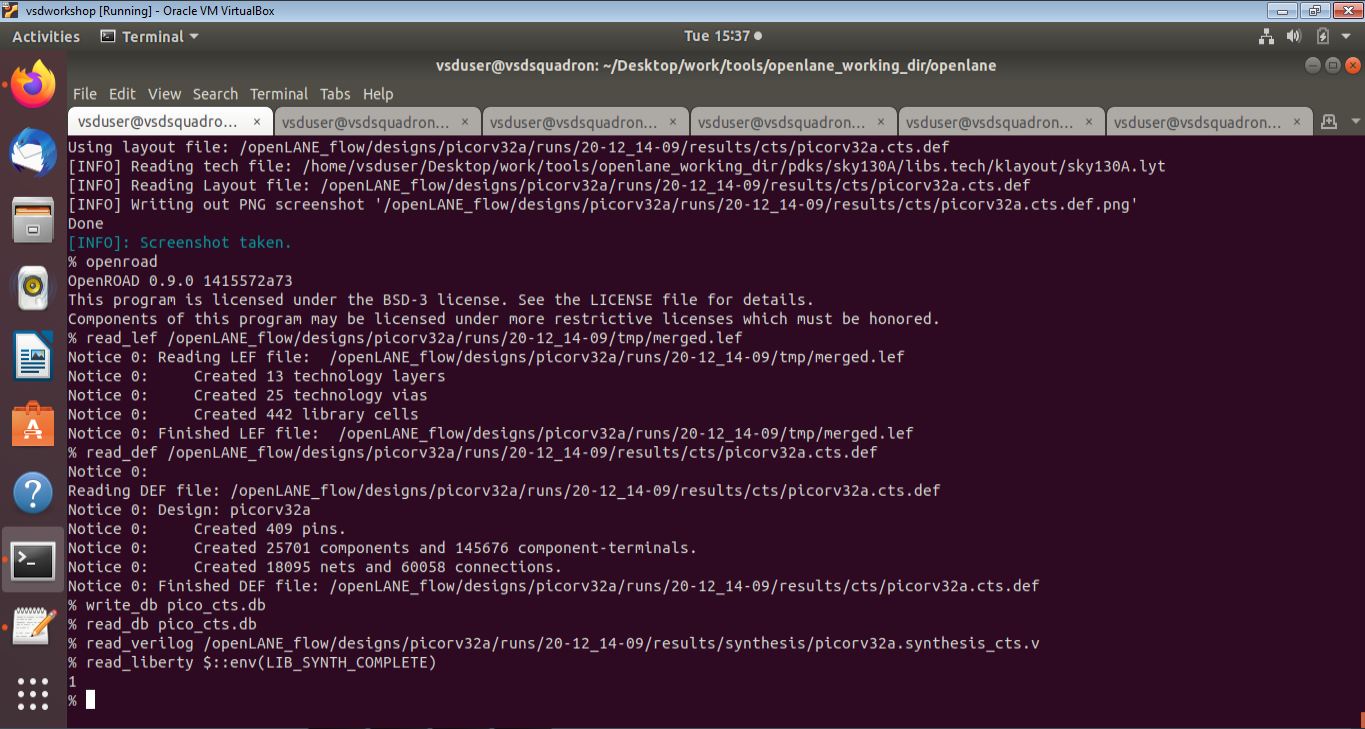 vsdworkshop [Running] - Oracle VM VirtualBox
Activities Terminal Tue 15:37
vsduser@vsdsquadron: ~/Desktop/work/tools/openlane_working_dir/openlane
File Edit View Search Terminal Tabs Help
vsduser@vsdsquadro... × vsduser@vsdsquadron... × vsduser@vsdsquadron... × vsduser@vsdsquadron... × vsduser@vsdsquadron... × vsduser@vsdsquadron... ×
Using layout file: /openLANE_flow/designs/picorv32a/runs/20-12_14-09/results/cts/picorv32a.cts.def
[INFO] Reading tech file: /home/vsduser/Desktop/work/tools/openlane_working_dir/pdks/sky130A/libs.tech/klayout/sky130A.lyt
[INFO] Reading Layout file: /openLANE_flow/designs/picorv32a/runs/20-12_14-09/results/cts/picorv32a.cts.def
[INFO] Writing out PNG screenshot '/openLANE_flow/designs/picorv32a/runs/20-12_14-09/results/cts/picorv32a.cts.def.png'
Done
[INFO]: Screenshot taken.
% openroad
OpenROAD 0.9.0 1415572a73
This program is licensed under the BSD-3 license. See the LICENSE file for details.
Components of this program may be licensed under more restrictive licenses which must be honored.
% read_lef /openLANE_flow/designs/picorv32a/runs/20-12_14-09/tmp/merged.lef
Notice 0: Reading LEF file:  /openLANE_flow/designs/picorv32a/runs/20-12_14-09/tmp/merged.lef
Notice 0:     Created 13 technology layers
Notice 0:     Created 25 technology vias
Notice 0:     Created 442 library cells
Notice 0: Finished LEF file:  /openLANE_flow/designs/picorv32a/runs/20-12_14-09/tmp/merged.lef
% read_def /openLANE_flow/designs/picorv32a/runs/20-12_14-09/results/cts/picorv32a.cts.def
Notice 0:
Reading DEF file: /openLANE_flow/designs/picorv32a/runs/20-12_14-09/results/cts/picorv32a.cts.def
Notice 0: Design: picorv32a
Notice 0:     Created 409 pins.
Notice 0:     Created 25701 components and 145676 component-terminals.
Notice 0:     Created 18095 nets and 60058 connections.
Notice 0: Finished DEF file: /openLANE_flow/designs/picorv32a/runs/20-12_14-09/results/cts/picorv32a.cts.def
% write_db pico_cts.db
% read_db pico_cts.db
% read_verilog /openLANE_flow/designs/picorv32a/runs/20-12_14-09/results/synthesis/picorv32a.synthesis_cts.v
% read_liberty $::env(LIB_SYNTH_COMPLETE)
1
%